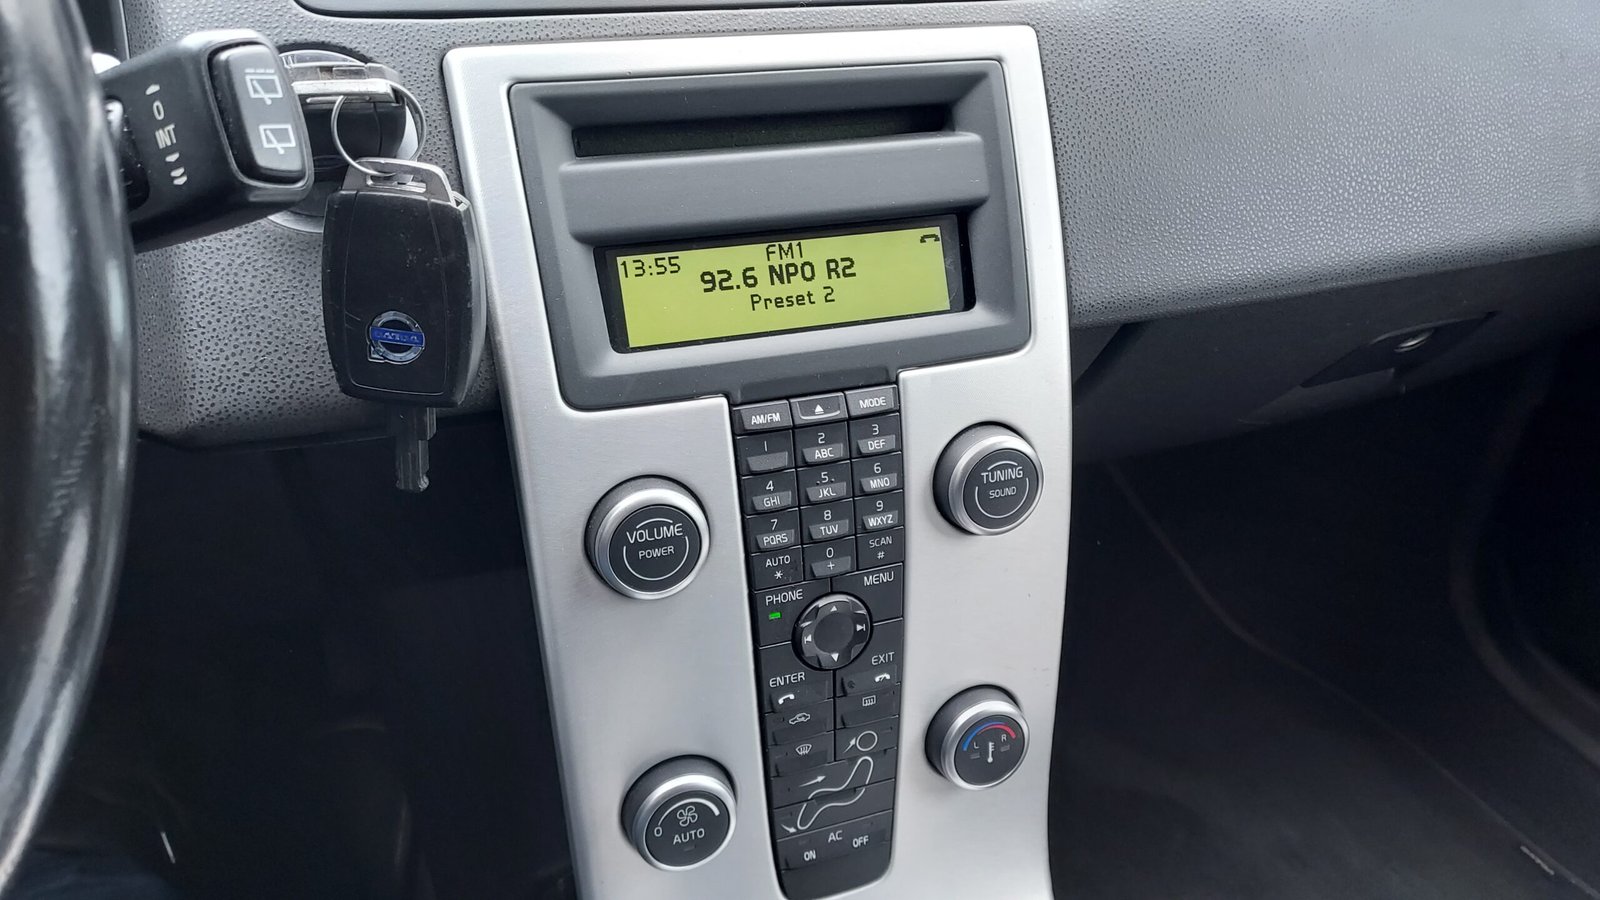 INT
FM1
13:55
92.6 NPO R2
Preset 2
AM/FM
MODE
1
2
ABC
3
DEF
4
GHI
5
JKL
6
MNO
7
PQRS
8
TUV
9
WXYZ
AUTO
*
0
+
SCAN
#
VOLUME
POWER
TUNING
SOUND
PHONE
MENU
ENTER
EXIT
0
AUTO
L
R
AC
ON
OFF